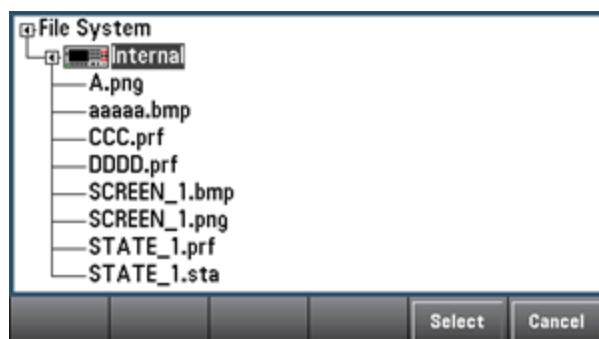 File System
Internal
A.png
aaaaa.bmp
CCC.prf
DDDD.prf
SCREEN_1.bmp
SCREEN_1.png
STATE_1.prf
STATE_1.sta
Select Cancel